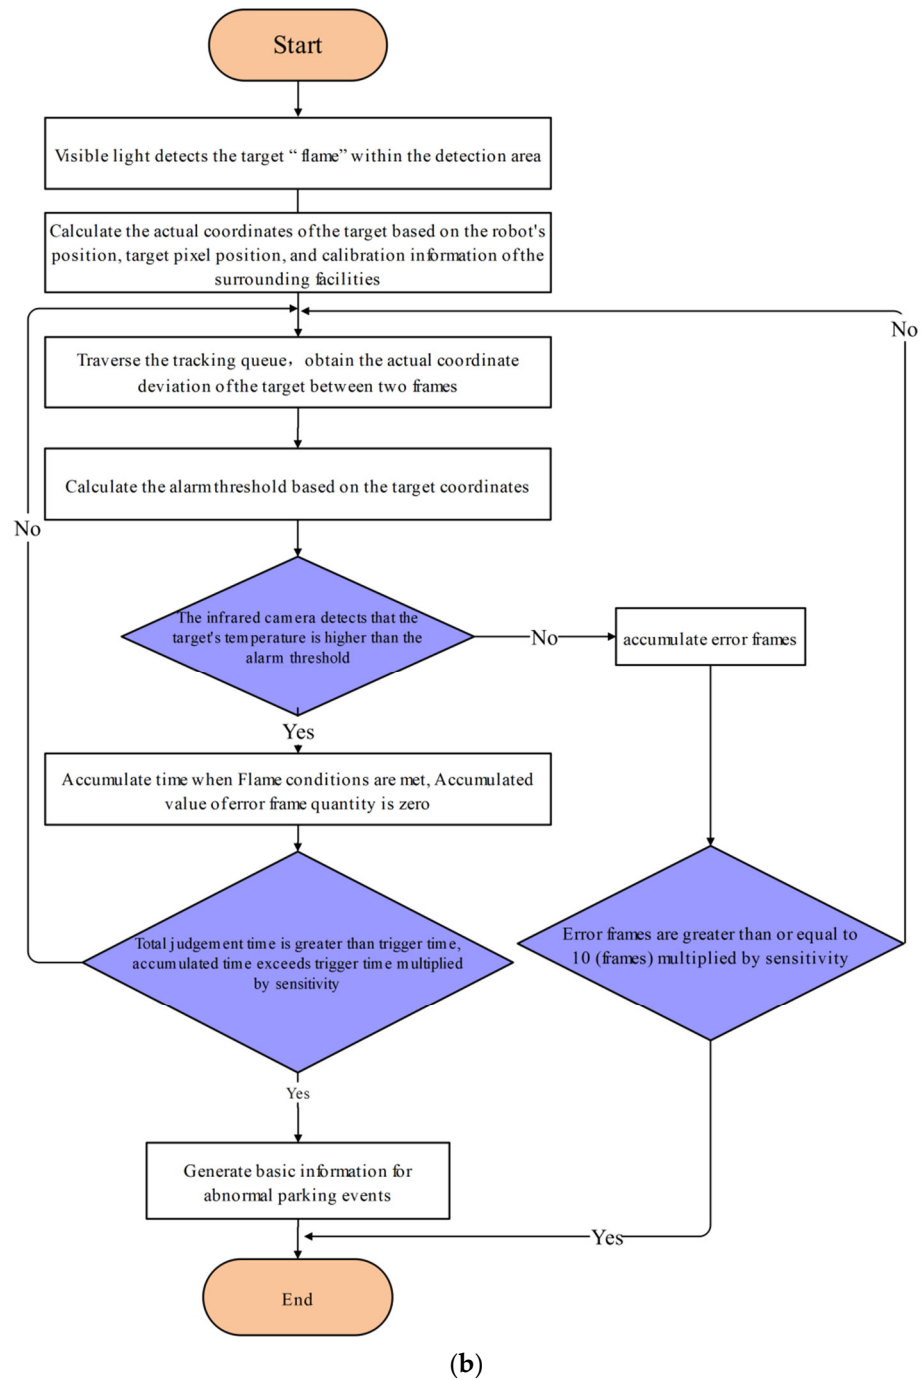 Start
Visible light detects the target “ flame” within the detection area
Calculate the actual coordinates of the target based on the robot's
position, target pixel position, and calibration information of the
surrounding facilities
No
Traverse the tracking queue，obtain the actual coordinate
deviation of the target between two frames
Calculate the alarm threshold based on the target coordinates
No
The infrared camera detects that the
target's temperature is higher than the
alarm threshold
No
accumulate error frames
Yes
Accumulate time when Flame conditions are met, Accumulated
value of error frame quantity is zero
Total judgement time is greater than trigger time,
accumulated time exceeds trigger time multiplied
by sensitivity
Error frames are greater than or equal to
10 (frames) multiplied by sensitivity
Yes
Generate basic information for
abnormal parking events
Yes
End
(b)